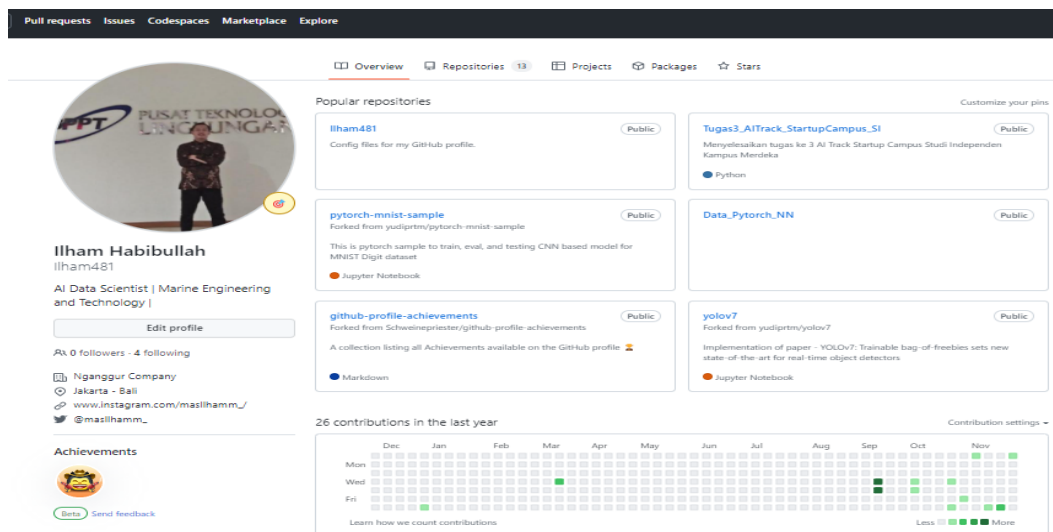 Pull requests Issues Codespaces Marketplace Explore
Overview Repositories 13 Projects Packages Stars
PUSAT TEKNOLO
LINGKUNGAN
Ilham Habibullah
Ilham481
AI Data Scientist | Marine Engineering
and Technology |
Edit profile
0 followers · 4 following
Nganggur Company
Jakarta - Bali
www.instagram.com/masIlhamm_/
@masIlhamm_
Achievements
Beta Send feedback
Popular repositories
Customize your pins
Ilham481 Public
Config files for my GitHub profile.
Tugas3_AITrack_StartupCampus_SI Public
Menyelesaikan tugas ke 3 AI Track Startup Campus Studi Independen
Kampus Merdeka
Python
pytorch-mnist-sample Public
Forked from yudiprtm/pytorch-mnist-sample
This is pytorch sample to train, eval, and testing CNN based model for
MNIST Digit dataset
Jupyter Notebook
Data_Pytorch_NN Public
github-profile-achievements Public
Forked from Schweinepriester/github-profile-achievements
A collection listing all Achievements available on the GitHub profile
Markdown
yolov7 Public
Forked from yudiprtm/yolov7
Implementation of paper - YOLOv7: Trainable bag-of-freebies sets new
state-of-the-art for real-time object detectors
Jupyter Notebook
26 contributions in the last year
Contribution settings
Dec Jan Feb Mar Apr May Jun Jul Aug Sep Oct Nov
Mon
Wed
Fri
Learn how we count contributions
Less More